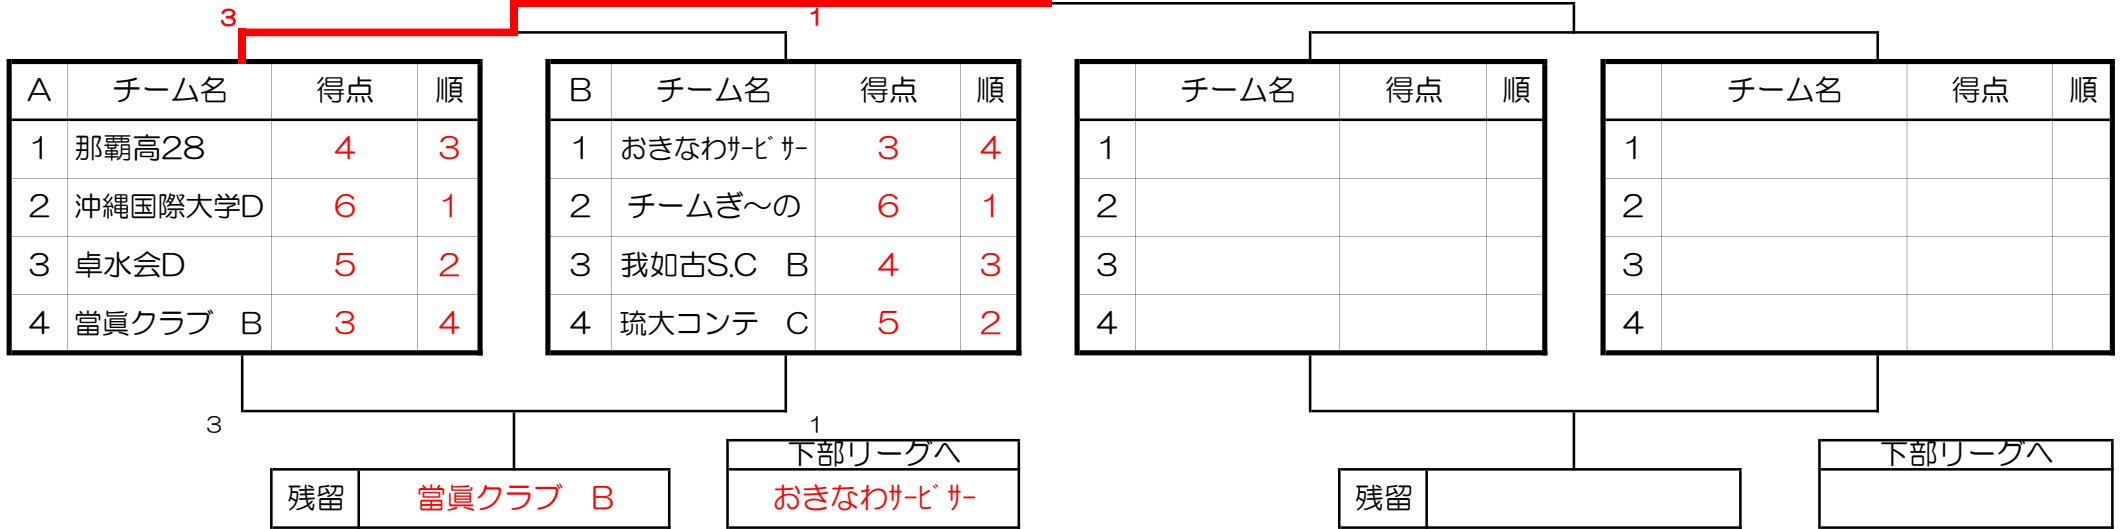 3 1
A チーム名 得点 順 B チーム名 得点 順 チーム名 得点 順 チーム名 得点 順
1 那覇高28 4 3 1 おきなわｻｰﾋﾞｻｰ 3 4 1 1
2 沖縄国際大学D 6 1 2 チームぎ～の 6 1 2 2
3 卓水会D 5 2 3 我如古S.C B 4 3 3 3
4 當眞クラブ B 3 4 4 琉大コンテ C 5 2 4 4
3 1
下部リーグへ 下部リーグへ
残留 當眞クラブ B おきなわｻｰﾋﾞｻｰ 残留